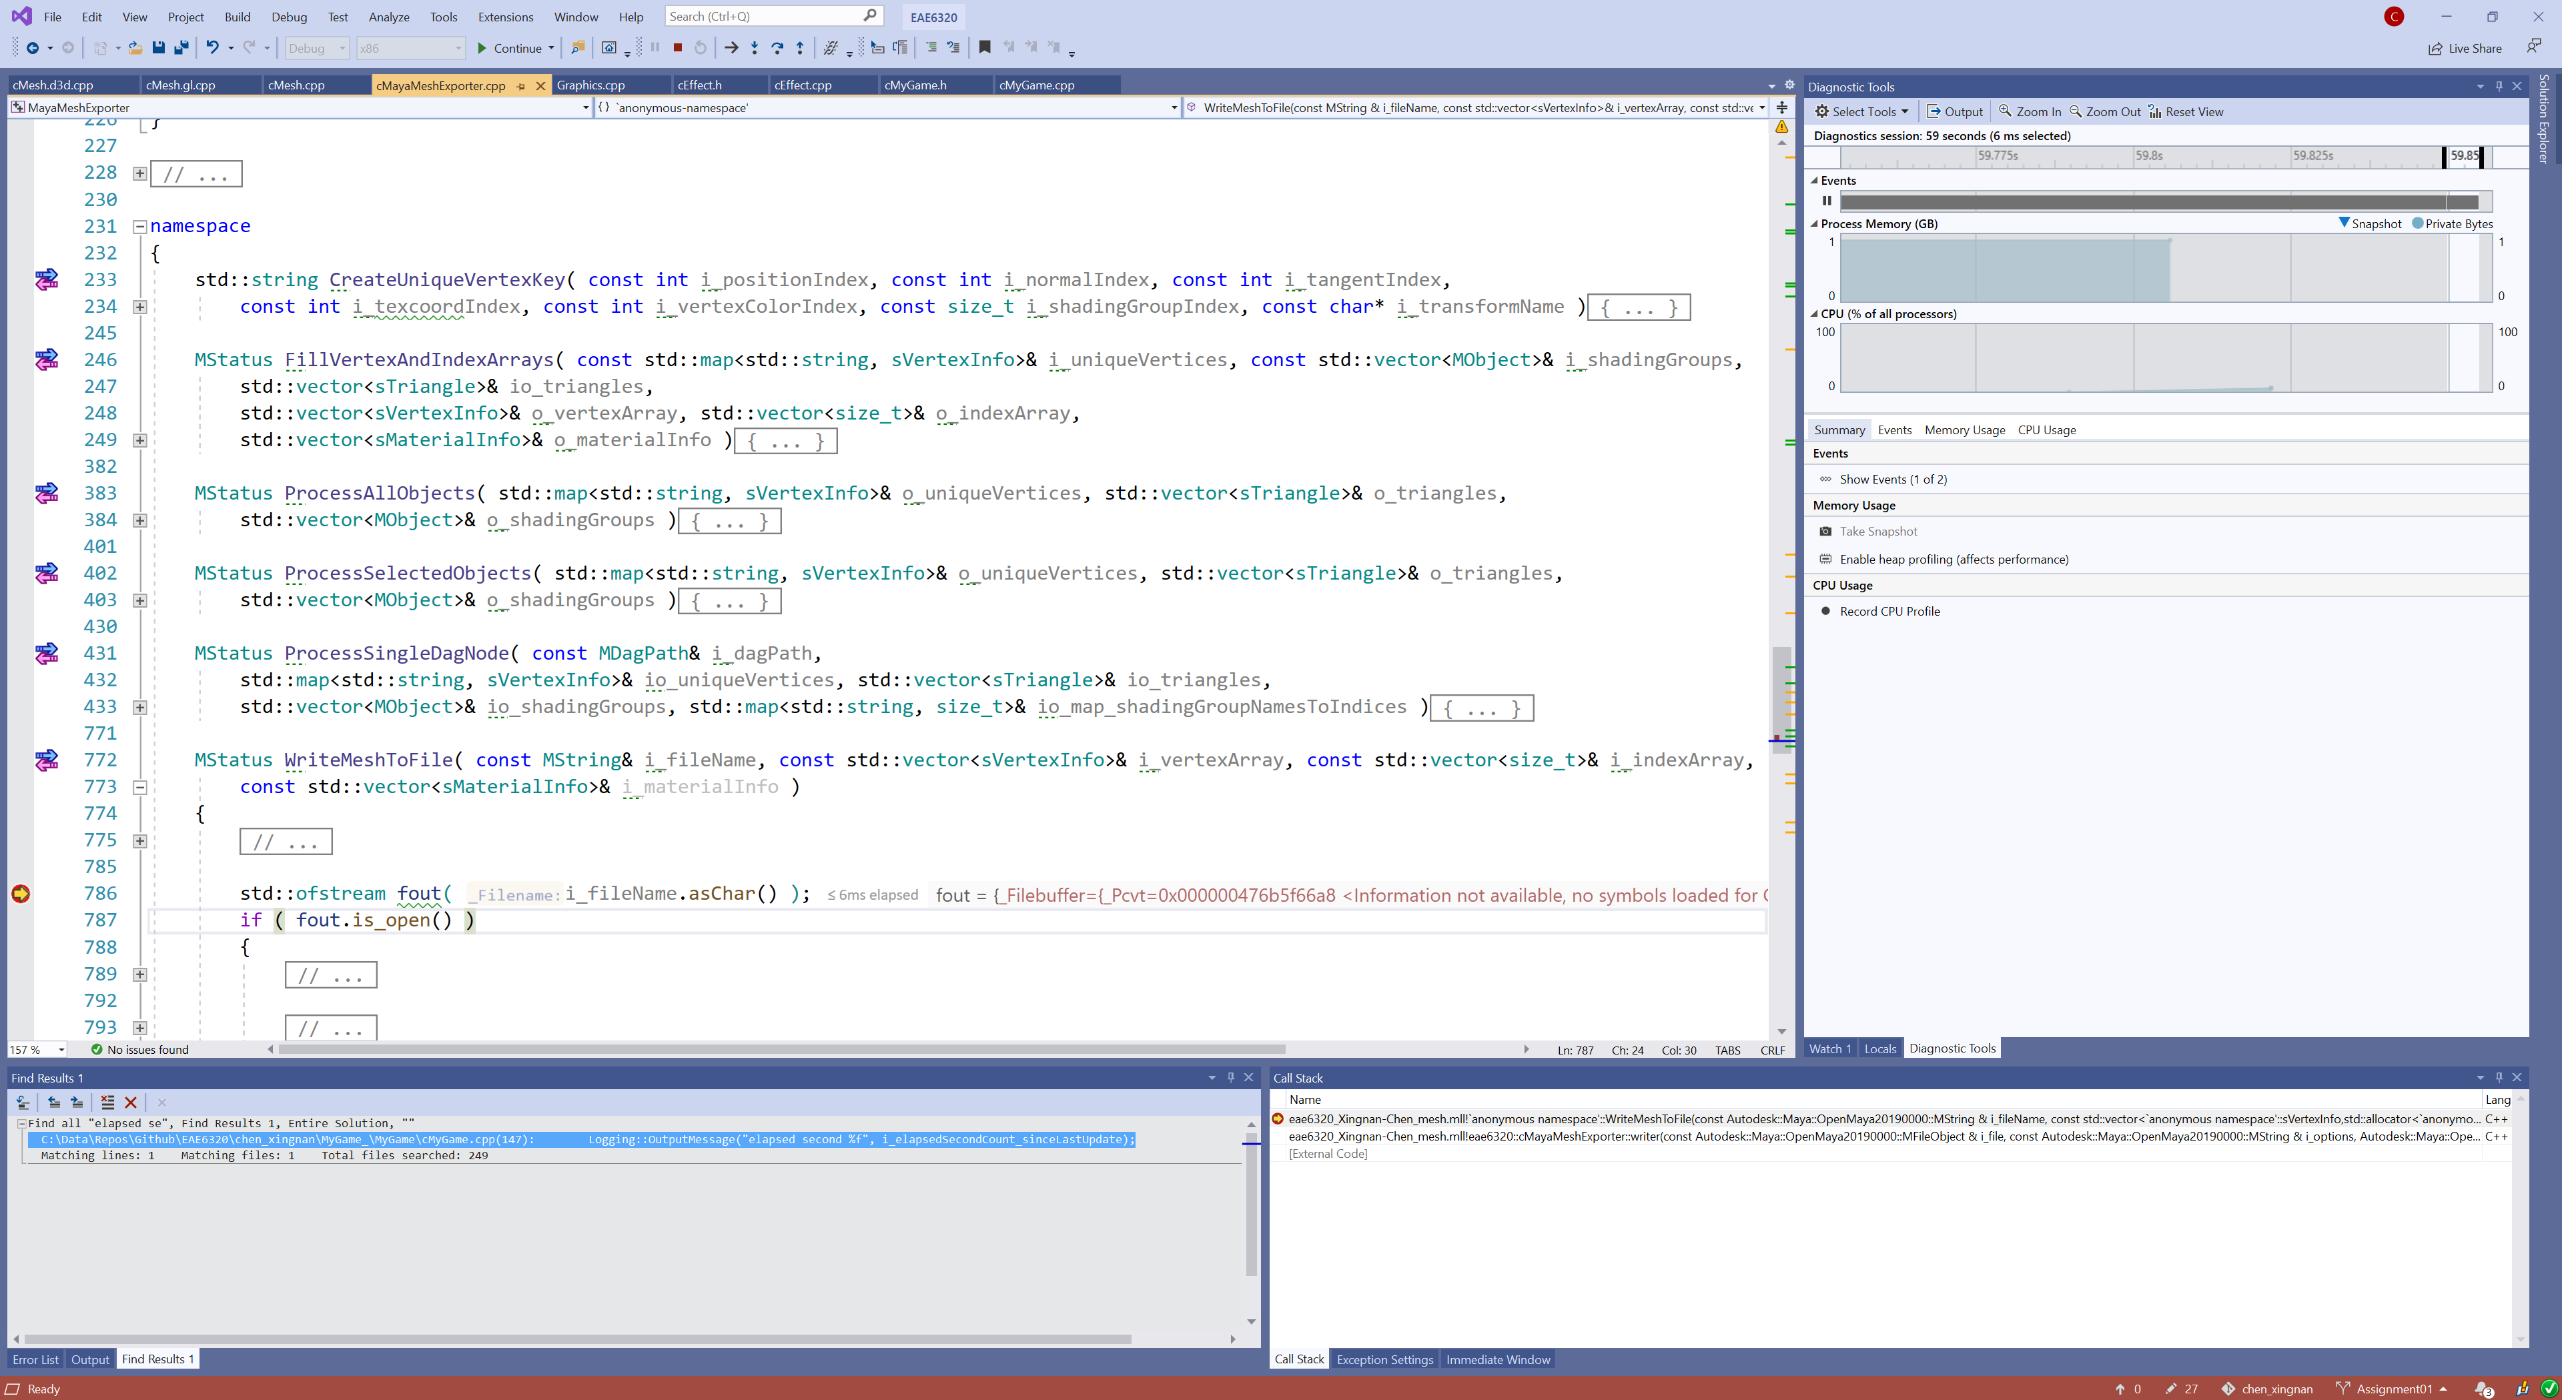 File Edit View Project Build Debug Test Analyze Tools Extensions Window Help Search (Ctrl+Q) EAE6320 C
Debug x86 Continue Live Share
cMesh.d3d.cpp cMesh.gl.cpp cMesh.cpp cMayaMeshExporter.cpp Graphics.cpp cEffect.h cEffect.cpp cMyGame.h cMyGame.cpp
MayaMeshExporter {} `anonymous-namespace' WriteMeshToFile(const MString & i_fileName, const std::vector<sVertexInfo>& i_vertexArray, const std::ve
226 }
227
228 // ...
230
231 namespace
232 {
233 std::string CreateUniqueVertexKey( const int i_positionIndex, const int i_normalIndex, const int i_tangentIndex,
234 const int i_texcoordIndex, const int i_vertexColorIndex, const size_t i_shadingGroupIndex, const char* i_transformName ){ ... }
245
246 MStatus FillVertexAndIndexArrays( const std::map<std::string, sVertexInfo>& i_uniqueVertices, const std::vector<MObject>& i_shadingGroups,
247 std::vector<sTriangle>& io_triangles,
248 std::vector<sVertexInfo>& o_vertexArray, std::vector<size_t>& o_indexArray,
249 std::vector<sMaterialInfo>& o_materialInfo ){ ... }
382
383 MStatus ProcessAllObjects( std::map<std::string, sVertexInfo>& o_uniqueVertices, std::vector<sTriangle>& o_triangles,
384 std::vector<MObject>& o_shadingGroups ){ ... }
401
402 MStatus ProcessSelectedObjects( std::map<std::string, sVertexInfo>& o_uniqueVertices, std::vector<sTriangle>& o_triangles,
403 std::vector<MObject>& o_shadingGroups ){ ... }
430
431 MStatus ProcessSingleDagNode( const MDagPath& i_dagPath,
432 std::map<std::string, sVertexInfo>& io_uniqueVertices, std::vector<sTriangle>& io_triangles,
433 std::vector<MObject>& io_shadingGroups, std::map<std::string, size_t>& io_map_shadingGroupNamesToIndices ){ ... }
771
772 MStatus WriteMeshToFile( const MString& i_fileName, const std::vector<sVertexInfo>& i_vertexArray, const std::vector<size_t>& i_indexArray,
773 const std::vector<sMaterialInfo>& i_materialInfo )
774 {
775 // ...
785
786 std::ofstream fout( _Filename: i_fileName.asChar() ); ≤ 6ms elapsed fout = {_Filebuffer={_Pcvt=0x000000476b5f66a8 <Information not available, no symbols loaded for
787 if ( fout.is_open() )
788 {
789 // ...
792
793 // ...
157 % No issues found Ln: 787 Ch: 24 Col: 30 TABS CRLF
Diagnostic Tools
Select Tools Output Zoom In Zoom Out Reset View
Diagnostics session: 59 seconds (6 ms selected)
59.775s 59.8s 59.825s 59.85
Events
Process Memory (GB) Snapshot Private Bytes
1 1
0 0
CPU (% of all processors)
100 100
0 0
Summary Events Memory Usage CPU Usage
Events
Show Events (1 of 2)
Memory Usage
Take Snapshot
Enable heap profiling (affects performance)
CPU Usage
Record CPU Profile
Watch 1 Locals Diagnostic Tools
Solution Explorer
Find Results 1
Find all "elapsed se", Find Results 1, Entire Solution, ""
C:\Data\Repos\Github\EAE6320\chen_xingnan\MyGame_\MyGame\cMyGame.cpp(147): Logging::OutputMessage("elapsed second %f", i_elapsedSecondCount_sinceLastUpdate);
Matching lines: 1 Matching files: 1 Total files searched: 249
Error List Output Find Results 1
Call Stack
Name Lang
eae6320_Xingnan-Chen_mesh.mll!`anonymous namespace'::WriteMeshToFile(const Autodesk::Maya::OpenMaya20190000::MString & i_fileName, const std::vector<`anonymous namespace'::sVertexInfo,std::allocator<`anonymo... C++
eae6320_Xingnan-Chen_mesh.mll!eae6320::cMayaMeshExporter::writer(const Autodesk::Maya::OpenMaya20190000::MFileObject & i_file, const Autodesk::Maya::OpenMaya20190000::MString & i_options, Autodesk::Maya::Ope... C++
[External Code]
Call Stack Exception Settings Immediate Window
Ready 0 27 chen_xingnan Assignment01 3